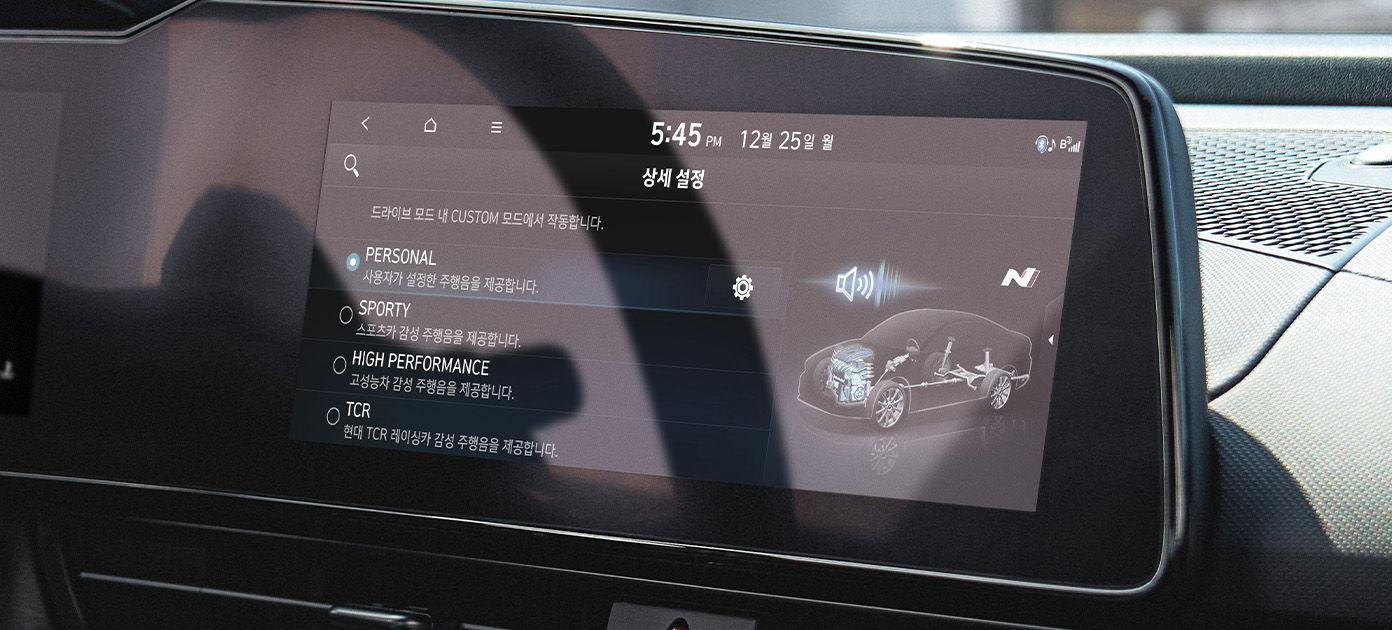 5:45 PM 12월 25일 월
상세 설정
드라이브 모드 내 CUSTOM 모드에서 작동합니다.
PERSONAL
사용자가 설정한 주행음을 제공합니다.
SPORTY
스포츠카 감성 주행음을 제공합니다.
HIGH PERFORMANCE
고성능차 감성 주행음을 제공합니다.
TCR
현대 TCR 레이싱카 감성 주행음을 제공합니다.
N